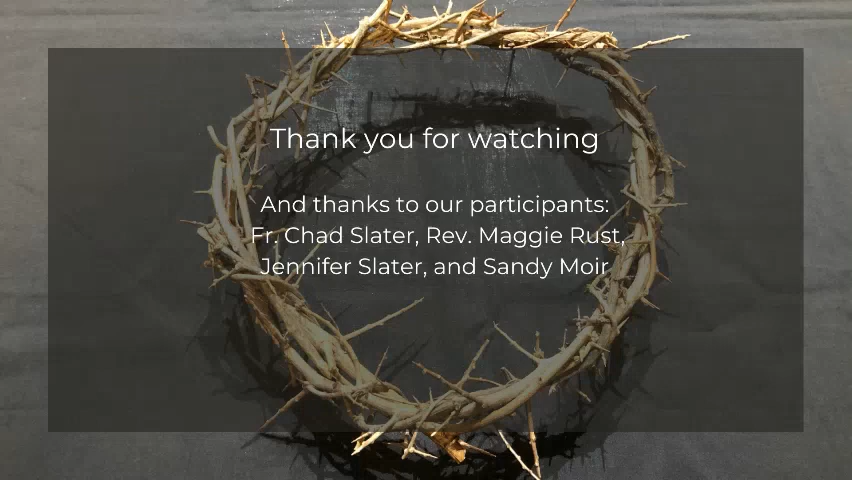 Thank you for watching
And thanks to our participants:
Fr. Chad Slater, Rev. Maggie Rust,
Jennifer Slater, and Sandy Moir